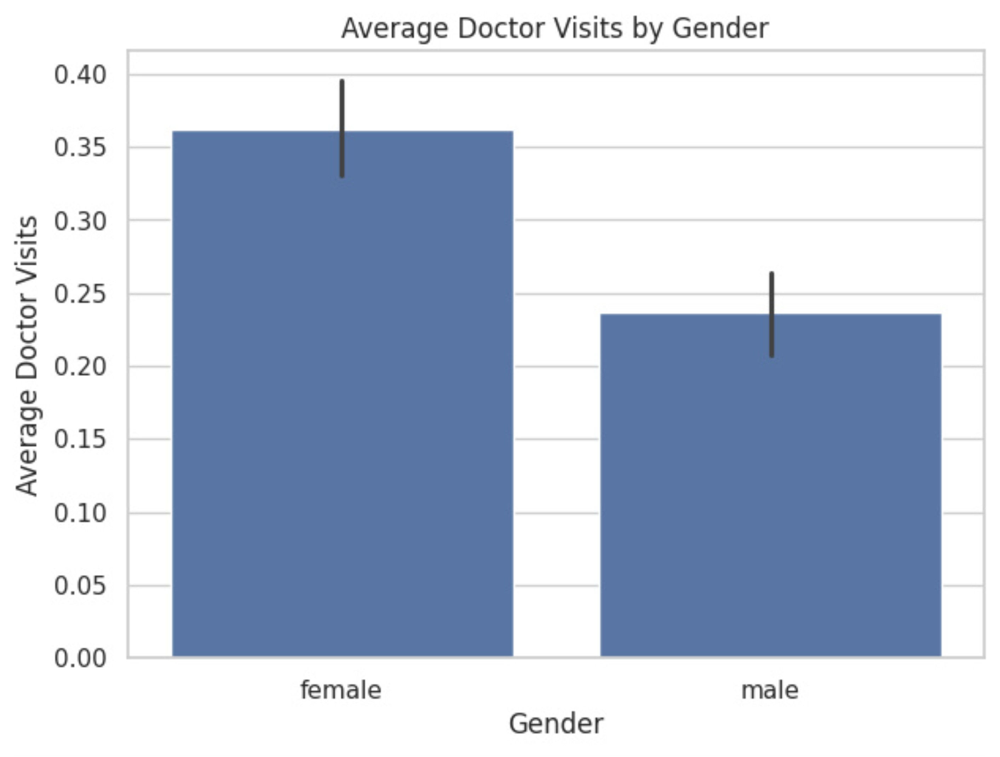 Average Doctor Visits by Gender
Average Doctor Visits
0.40
0.35
0.30
0.25
0.20
0.15
0.10
0.05
0.00
female
male
Gender